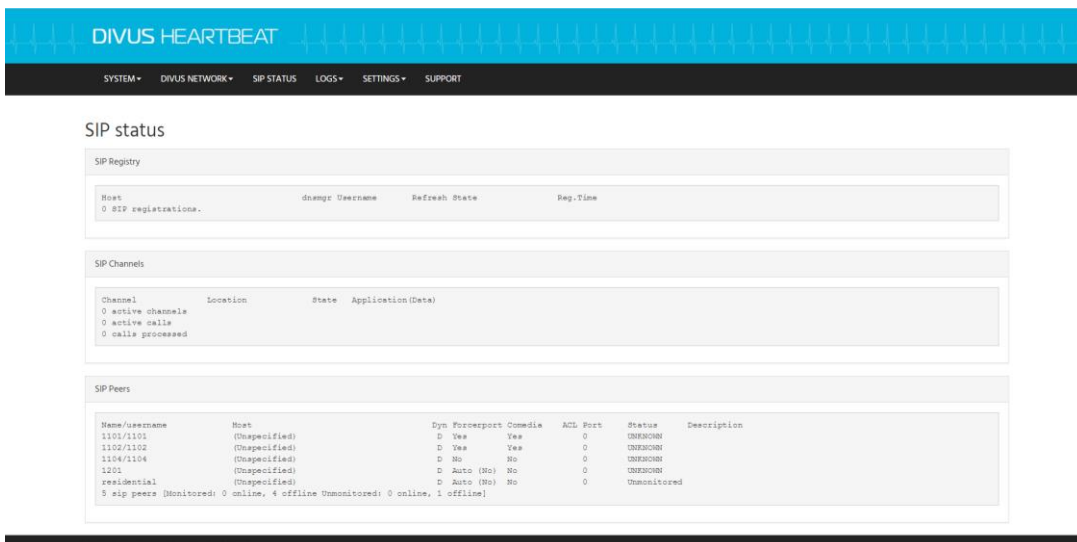 DIVUS HEARTBEAT
SYSTEM DIVUS NETWORK SIP STATUS LOGS SETTINGS SUPPORT
SIP status
SIP Registry
Host dnsmgr Username Refresh State Reg.Time
0 SIP registrations.
SIP Channels
Channel Location State Application(Data)
0 active channels
0 active calls
0 calls processed
SIP Peers
Name/username Host Dyn Forcerport Comedia ACL Port Status Description
1101/1101 (Unspecified) D Yes Yes 0 UNKNOWN
1102/1102 (Unspecified) D Yes Yes 0 UNKNOWN
1104/1104 (Unspecified) D No No 0 UNKNOWN
1201 (Unspecified) D Auto (No) No 0 UNKNOWN
residential (Unspecified) D Auto (No) No 0 Unmonitored
5 sip peers [Monitored: 0 online, 4 offline Unmonitored: 0 online, 1 offline]